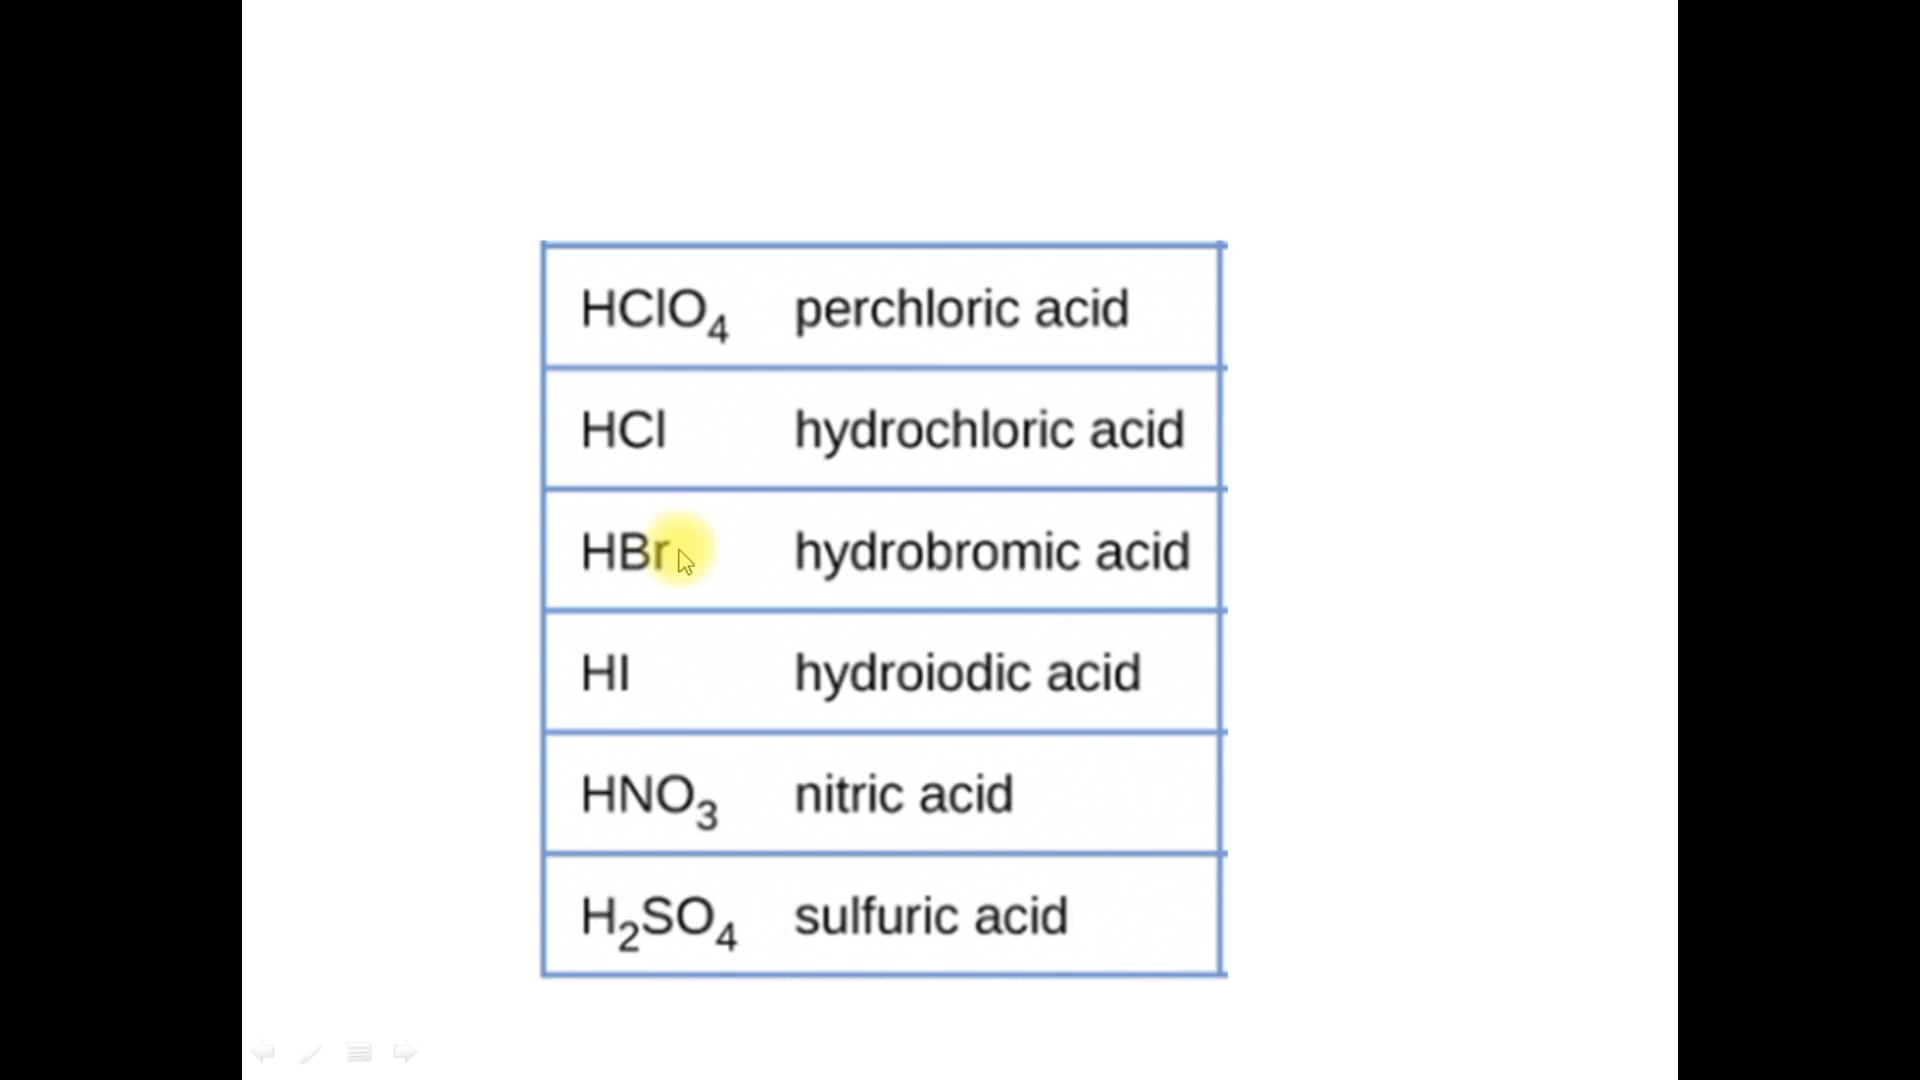 HClO4 perchloric acid
HCl hydrochloric acid
HBr hydrobromic acid
HI hydroiodic acid
HNO3 nitric acid
H2SO4 sulfuric acid